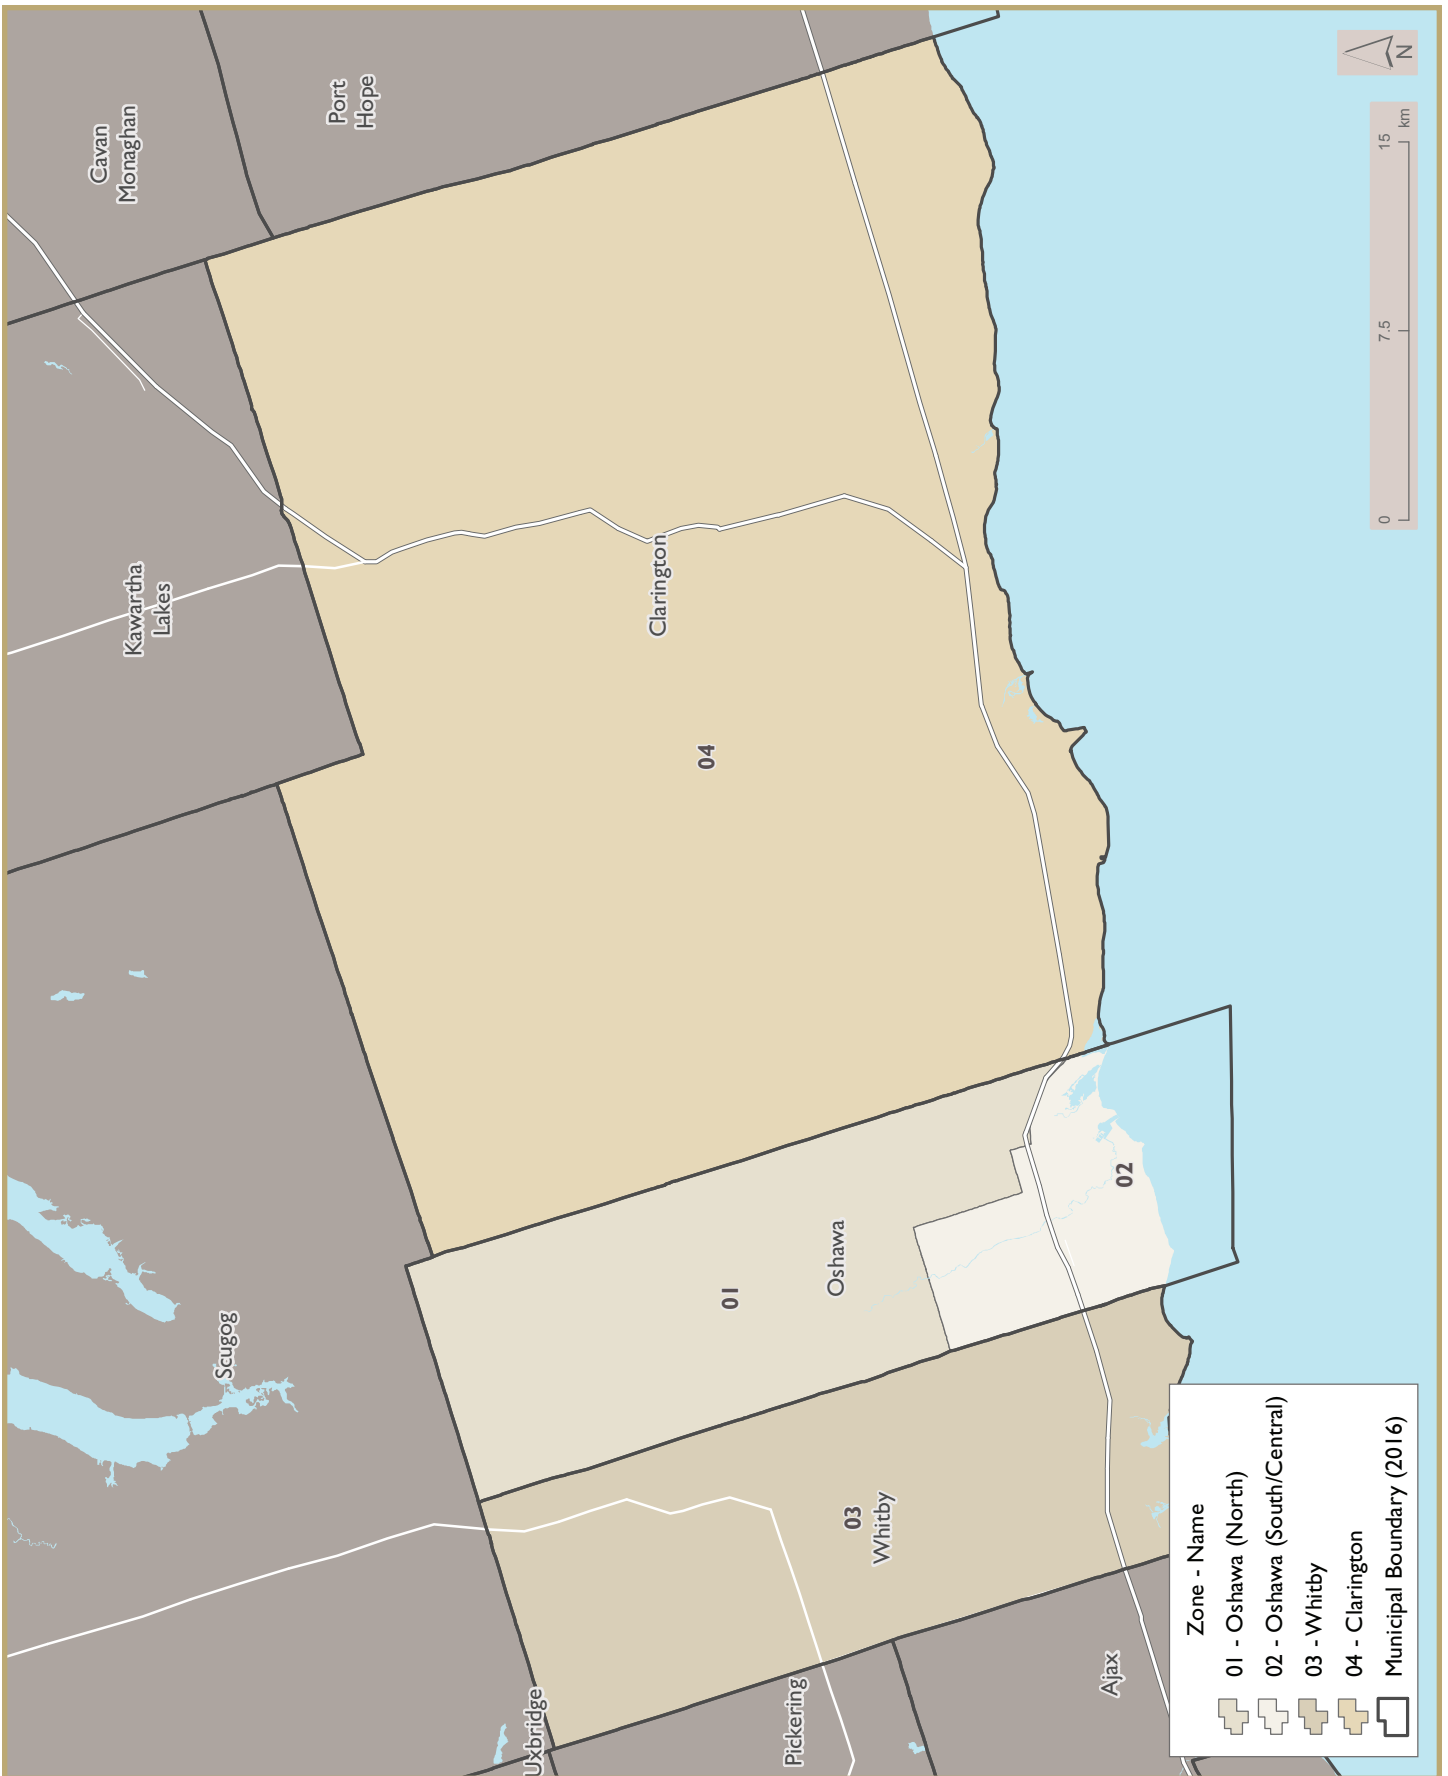 Cavan
Monaghan
Port
Hope
Kawartha
Lakes
Clarington
04
Scugog
01
Oshawa
02
03
Whitby
Uxbridge
Pickering
Ajax
Zone - Name
01 - Oshawa (North)
02 - Oshawa (South/Central)
03 - Whitby
04 - Clarington
Municipal Boundary (2016)
0 7.5 15
km
N